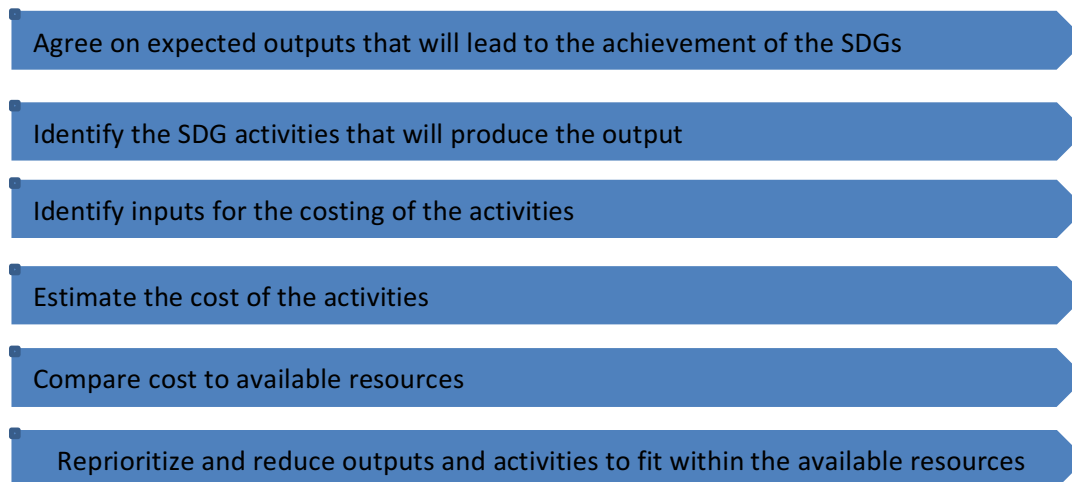 Agree on expected outputs that will lead to the achievement of the SDGs
Identify the SDG activities that will produce the output
Identify inputs for the costing of the activities
Estimate the cost of the activities
Compare cost to available resources
Reprioritize and reduce outputs and activities to fit within the available resources